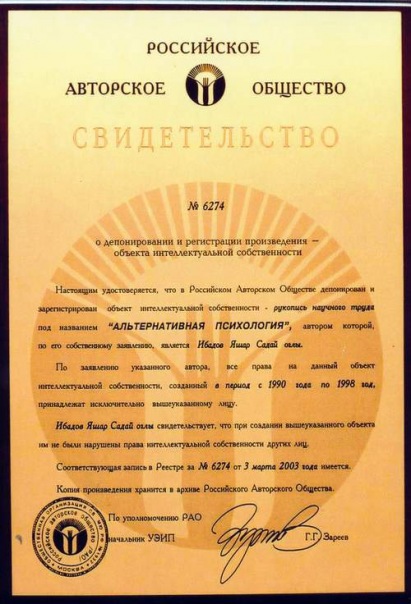 РОССИЙСКОЕ
АВТОРСКОЕ ОБЩЕСТВО
СВИДЕТЕЛЬСТВО
№ 6274
о депонировании и регистрации произведения –
объекта интеллектуальной собственности
Настоящим удостоверяется, что в Российском Авторском Обществе депонирован и
зарегистрирован объект интеллектуальной собственности - рукопись научного труда
под названием "АЛЬТЕРНАТИВНАЯ ПСИХОЛОГИЯ", автором которой,
по его собственному заявлению, является Ибадов Яшар Садай оглы.
По заявлению указанного автора, все права на данный объект
интеллектуальной собственности, созданный в период с 1990 года по 1998 год,
принадлежат исключительно вышеуказанному лицу.
Ибадов Яшар Садай оглы свидетельствует, что при создании вышеуказанного объекта
им не были нарушены права интеллектуальной собственности других лиц.
Соответствующая запись в Реестре за № 6274 от 3 марта 2003 года имеется.
Копия произведения хранится в архиве Российского Авторского Общества.
По уполномочению РАО
начальник УЭИП Г.Г. Зареев
РОССИЙСКОЕ АВТОРСКОЕ ОБЩЕСТВО (РАО)
МОСКВА